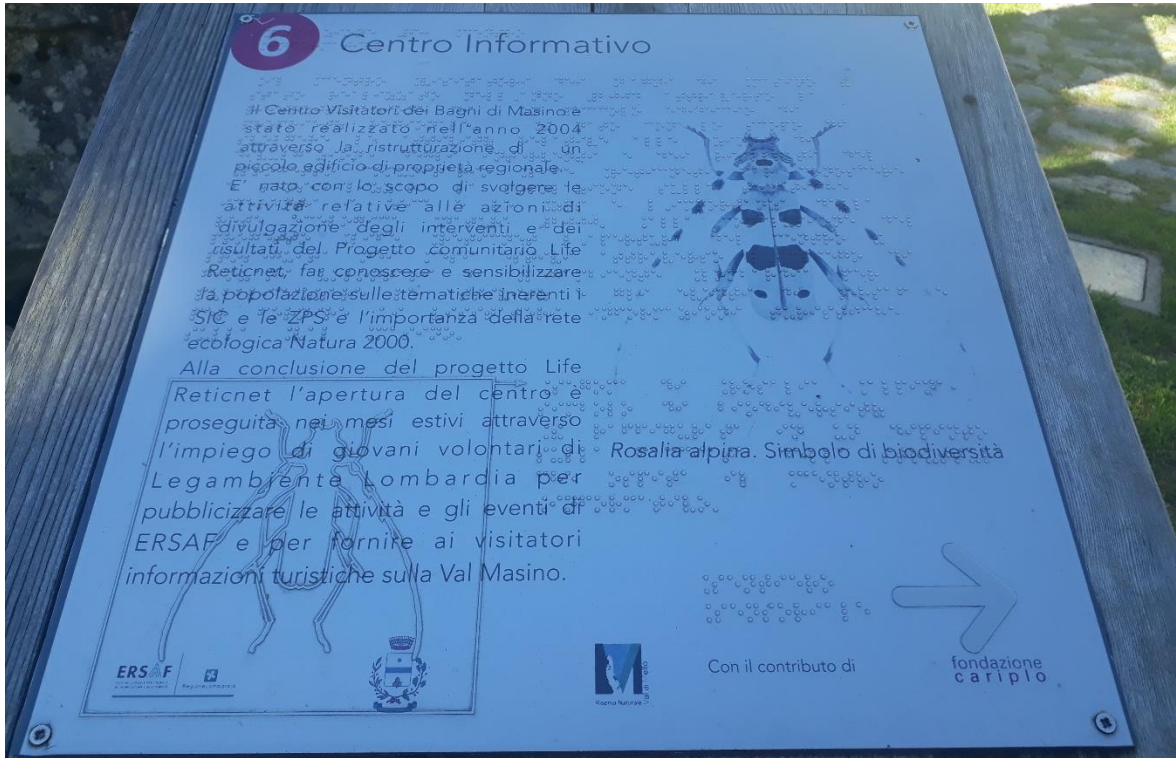 6 Centro Informativo
Il Centro Visitatori dei Bagni di Masino è
stato realizzato nell'anno 2004
attraverso la ristrutturazione di un
piccolo edificio di proprietà regionale.
E' nato con lo scopo di svolgere le
attività relative alle azioni di
divulgazione degli interventi e dei
risultati del Progetto comunitario Life
Reticnet, far conoscere e sensibilizzare
la popolazione sulle tematiche inerenti i
SIC e le ZPS e l'importanza della rete
ecologica Natura 2000.
Alla conclusione del progetto Life
Reticnet l'apertura del centro è
proseguita nei mesi estivi attraverso
l'impiego di giovani volontari di
Legambiente Lombardia per
pubblicizzare le attività e gli eventi di
ERSAF e per fornire ai visitatori
informazioni turistiche sulla Val Masino.
Rosalia alpina. Simbolo di biodiversità
ERSAF
RegioneLombardia
Riserva Naturale
Val di Mello
Con il contributo di
fondazione
cariplo